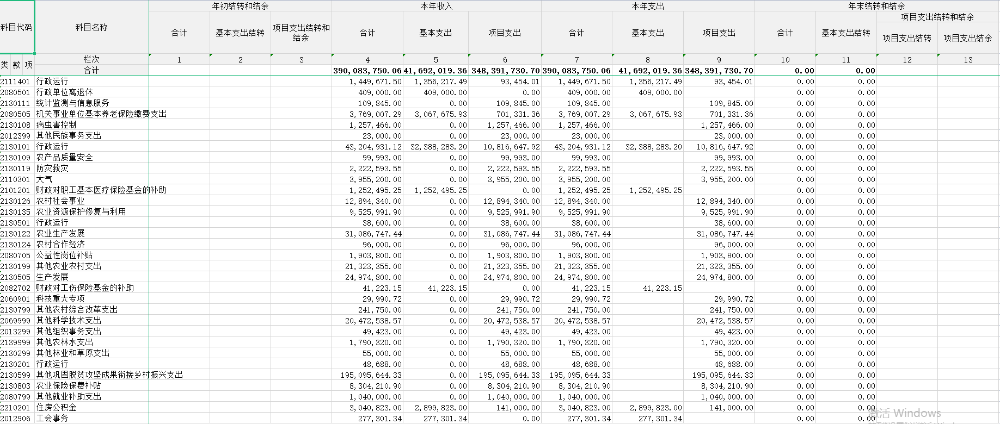 年初结转和结余 本年收入 本年支出 年末结转和结余
科目代码 科目名称 合计 基本支出结转 项目支出结转和结余 合计 基本支出 项目支出 合计 基本支出 项目支出 合计 基本支出结转 项目支出结转和结余
项目支出结转 项目支出结余
类 款 项 栏次 1 2 3 4 5 6 7 8 9 10 11 12 13
合计 390,083,750.06 41,692,019.36 348,391,730.70 390,083,750.06 41,692,019.36 348,391,730.70 0.00 0.00
2111401 行政运行 1,449,671.50 1,356,217.49 93,454.01 1,449,671.50 1,356,217.49 93,454.01 0.00 0.00
2080501 行政单位离退休 409,000.00 409,000.00 0.00 409,000.00 409,000.00 0.00 0.00
2130111 统计监测与信息服务 109,845.00 0.00 109,845.00 109,845.00 109,845.00 0.00 0.00
2080505 机关事业单位基本养老保险缴费支出 3,769,007.29 3,067,675.93 701,331.36 3,769,007.29 3,067,675.93 701,331.36 0.00 0.00
2130108 病虫害控制 1,257,466.00 0.00 1,257,466.00 1,257,466.00 1,257,466.00 0.00 0.00
2012399 其他民族事务支出 23,000.00 0.00 23,000.00 23,000.00 23,000.00 0.00 0.00
2130101 行政运行 43,204,931.12 32,388,283.20 10,816,647.92 43,204,931.12 32,388,283.20 10,816,647.92 0.00 0.00
2130109 农产品质量安全 99,993.00 0.00 99,993.00 99,993.00 99,993.00 0.00 0.00
2130119 防灾救灾 2,222,593.55 0.00 2,222,593.55 2,222,593.55 2,222,593.55 0.00 0.00
2110301 大气 3,955,200.00 0.00 3,955,200.00 3,955,200.00 3,955,200.00 0.00 0.00
2101201 财政对职工基本医疗保险基金的补助 1,252,495.25 1,252,495.25 0.00 1,252,495.25 1,252,495.25 0.00 0.00
2130126 农村社会事业 12,894,340.00 0.00 12,894,340.00 12,894,340.00 12,894,340.00 0.00 0.00
2130135 农业资源保护修复与利用 9,525,991.90 0.00 9,525,991.90 9,525,991.90 9,525,991.90 0.00 0.00
2130501 行政运行 38,600.00 0.00 38,600.00 38,600.00 38,600.00 0.00 0.00
2130122 农业生产发展 31,086,747.44 0.00 31,086,747.44 31,086,747.44 31,086,747.44 0.00 0.00
2130124 农村合作经济 96,000.00 0.00 96,000.00 96,000.00 96,000.00 0.00 0.00
2080705 公益性岗位补贴 1,903,800.00 0.00 1,903,800.00 1,903,800.00 1,903,800.00 0.00 0.00
2130199 其他农业农村支出 21,323,355.00 0.00 21,323,355.00 21,323,355.00 21,323,355.00 0.00 0.00
2130505 生产发展 24,974,800.00 0.00 24,974,800.00 24,974,800.00 24,974,800.00 0.00 0.00
2082702 财政对工伤保险基金的补助 41,223.15 41,223.15 0.00 41,223.15 41,223.15 0.00 0.00
2060901 科技重大专项 29,990.72 0.00 29,990.72 29,990.72 29,990.72 0.00 0.00
2130799 其他农村综合改革支出 241,750.00 0.00 241,750.00 241,750.00 241,750.00 0.00 0.00
2069999 其他科学技术支出 20,472,538.57 0.00 20,472,538.57 20,472,538.57 20,472,538.57 0.00 0.00
2013299 其他组织事务支出 49,423.00 0.00 49,423.00 49,423.00 49,423.00 0.00 0.00
2139999 其他农林水支出 1,790,320.00 0.00 1,790,320.00 1,790,320.00 1,790,320.00 0.00 0.00
2130299 其他林业和草原支出 55,000.00 0.00 55,000.00 55,000.00 55,000.00 0.00 0.00
2130201 行政运行 48,688.00 0.00 48,688.00 48,688.00 48,688.00 0.00 0.00
2130599 其他巩固脱贫攻坚成果衔接乡村振兴支出 195,095,644.33 0.00 195,095,644.33 195,095,644.33 195,095,644.33 0.00 0.00
2130803 农业保险保费补贴 8,304,210.90 0.00 8,304,210.90 8,304,210.90 8,304,210.90 0.00 0.00
2080799 其他就业补助支出 1,040,000.00 0.00 1,040,000.00 1,040,000.00 1,040,000.00 0.00 0.00
2210201 住房公积金 3,040,823.00 2,899,823.00 141,000.00 3,040,823.00 2,899,823.00 141,000.00 0.00 0.00
2012906 工会事务 277,301.34 277,301.34 0.00 277,301.34 277,301.34 0.00 0.00
激活 Windows